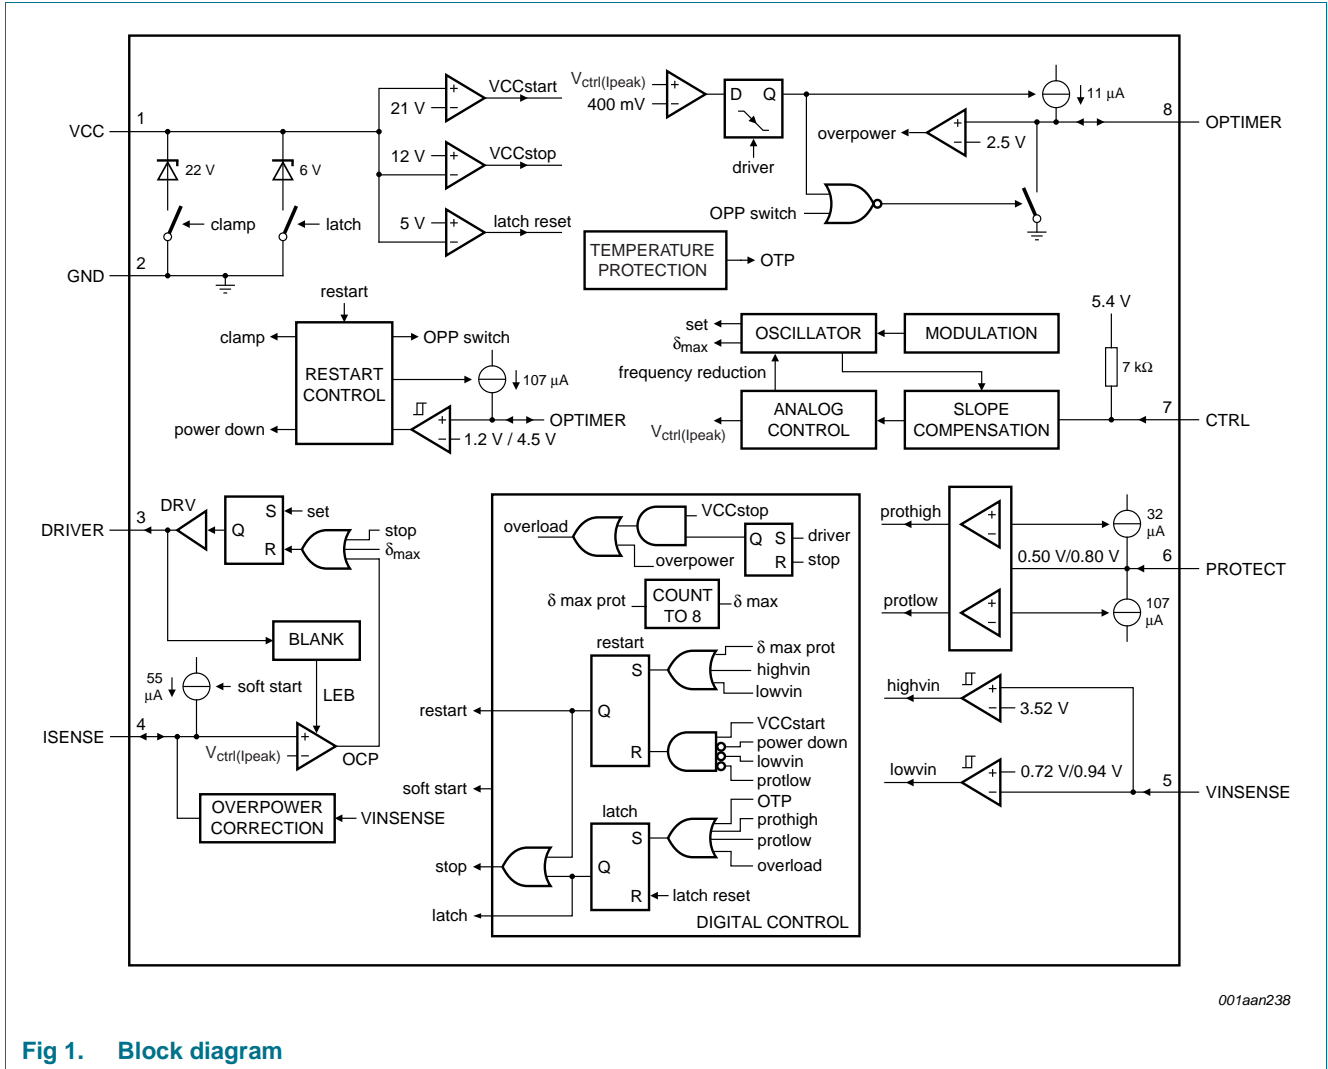 VCC
1
22 V
6 V
clamp
latch
GND
2
21 V
VCCstart
12 V
VCCstop
5 V
latch reset
Vctrl(Ipeak)
400 mV
D Q
driver
11 μA
overpower
2.5 V
8
OPTIMER
OPP switch
TEMPERATURE
PROTECTION
OTP
restart
clamp
OPP switch
RESTART
CONTROL
107 μA
OPTIMER
power down
1.2 V / 4.5 V
5.4 V
set
δmax
OSCILLATOR
MODULATION
frequency reduction
7 kΩ
Vctrl(Ipeak)
ANALOG
CONTROL
SLOPE
COMPENSATION
7
CTRL
DRIVER
3
DRV
Q
S
R
set
stop
δmax
BLANK
LEB
55
μA
soft start
ISENSE
4
Vctrl(Ipeak)
OCP
OVERPOWER
CORRECTION
VINSENSE
VCCstop
overload
overpower
Q S
R
driver
stop
δ max prot
COUNT
TO 8
δ max
restart
S
Q
R
δ max prot
highvin
lowvin
restart
VCCstart
power down
lowvin
protlow
soft start
latch
S
Q
R
OTP
prothigh
protlow
overload
stop
latch
latch reset
DIGITAL CONTROL
prothigh
protlow
32
μA
0.50 V/0.80 V
107
μA
6
PROTECT
highvin
3.52 V
lowvin
0.72 V/0.94 V
5
VINSENSE
001aan238
Fig 1. Block diagram